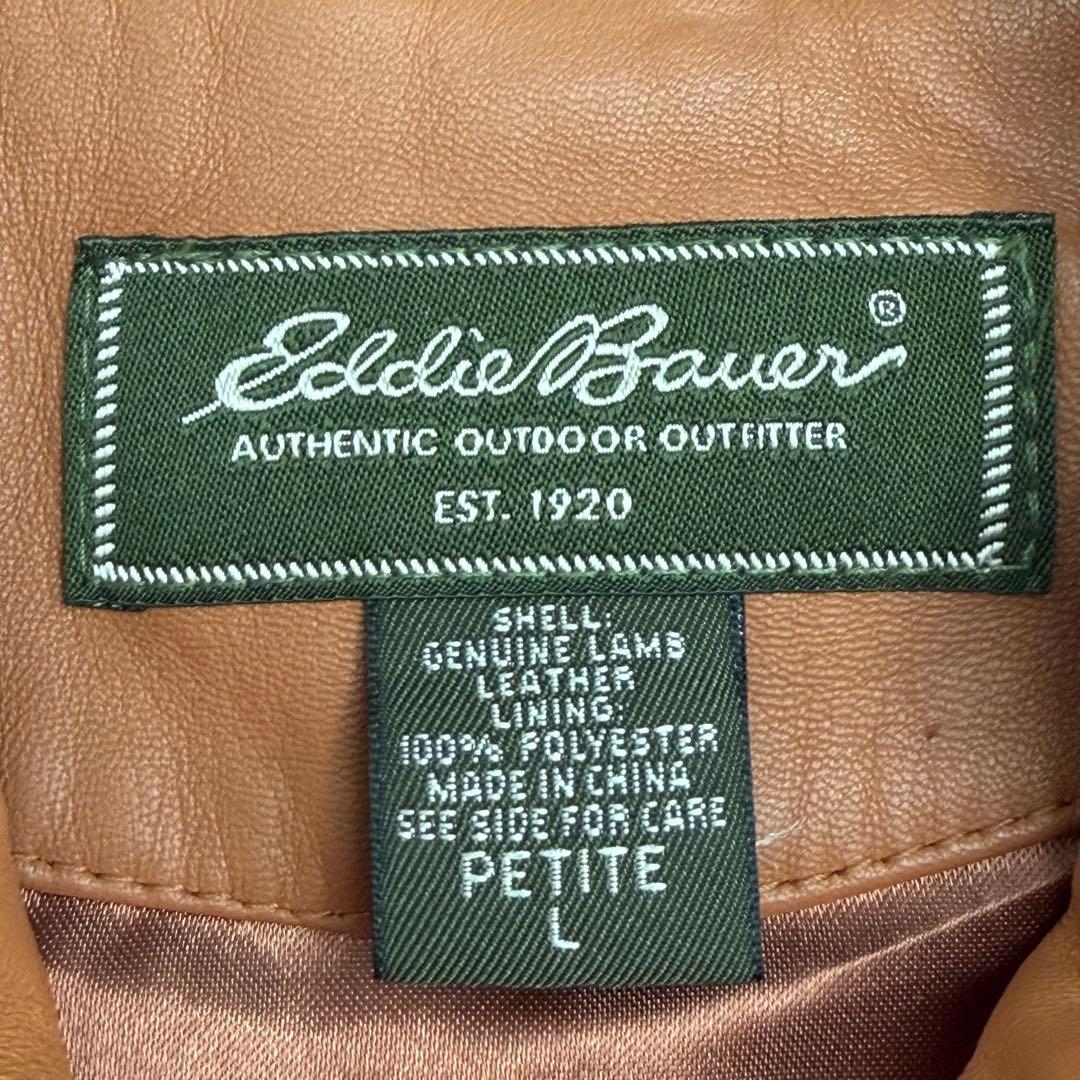 Eddie Bauer®
AUTHENTIC OUTDOOR OUTFITTER
EST. 1920
SHELL:
GENUINE LAMB
LEATHER
LINING:
100% POLYESTER
MADE IN CHINA
SEE SIDE FOR CARE
PETITE
L